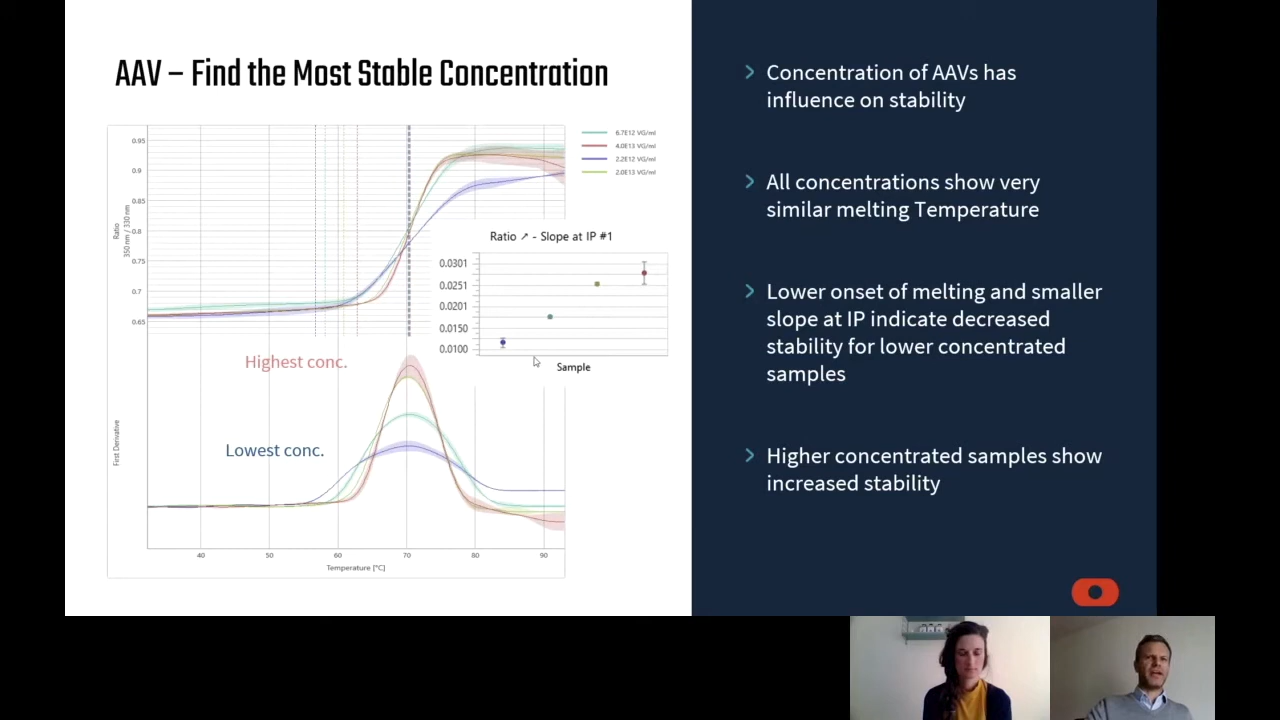 AAV – Find the Most Stable Concentration
0.95
0.9
0.85
0.8
0.75
0.7
0.65
Ratio
350 nm / 330 nm
6.7E12 VG/ml
4.0E13 VG/ml
2.2E12 VG/ml
2.0E13 VG/ml
Ratio ↗ - Slope at IP #1
0.0301
0.0251
0.0201
0.0150
0.0100
Sample
Highest conc.
Lowest conc.
First Derivative
40 50 60 70 80 90
Temperature [°C]
> Concentration of AAVs has
influence on stability
> All concentrations show very
similar melting Temperature
> Lower onset of melting and smaller
slope at IP indicate decreased
stability for lower concentrated
samples
> Higher concentrated samples show
increased stability